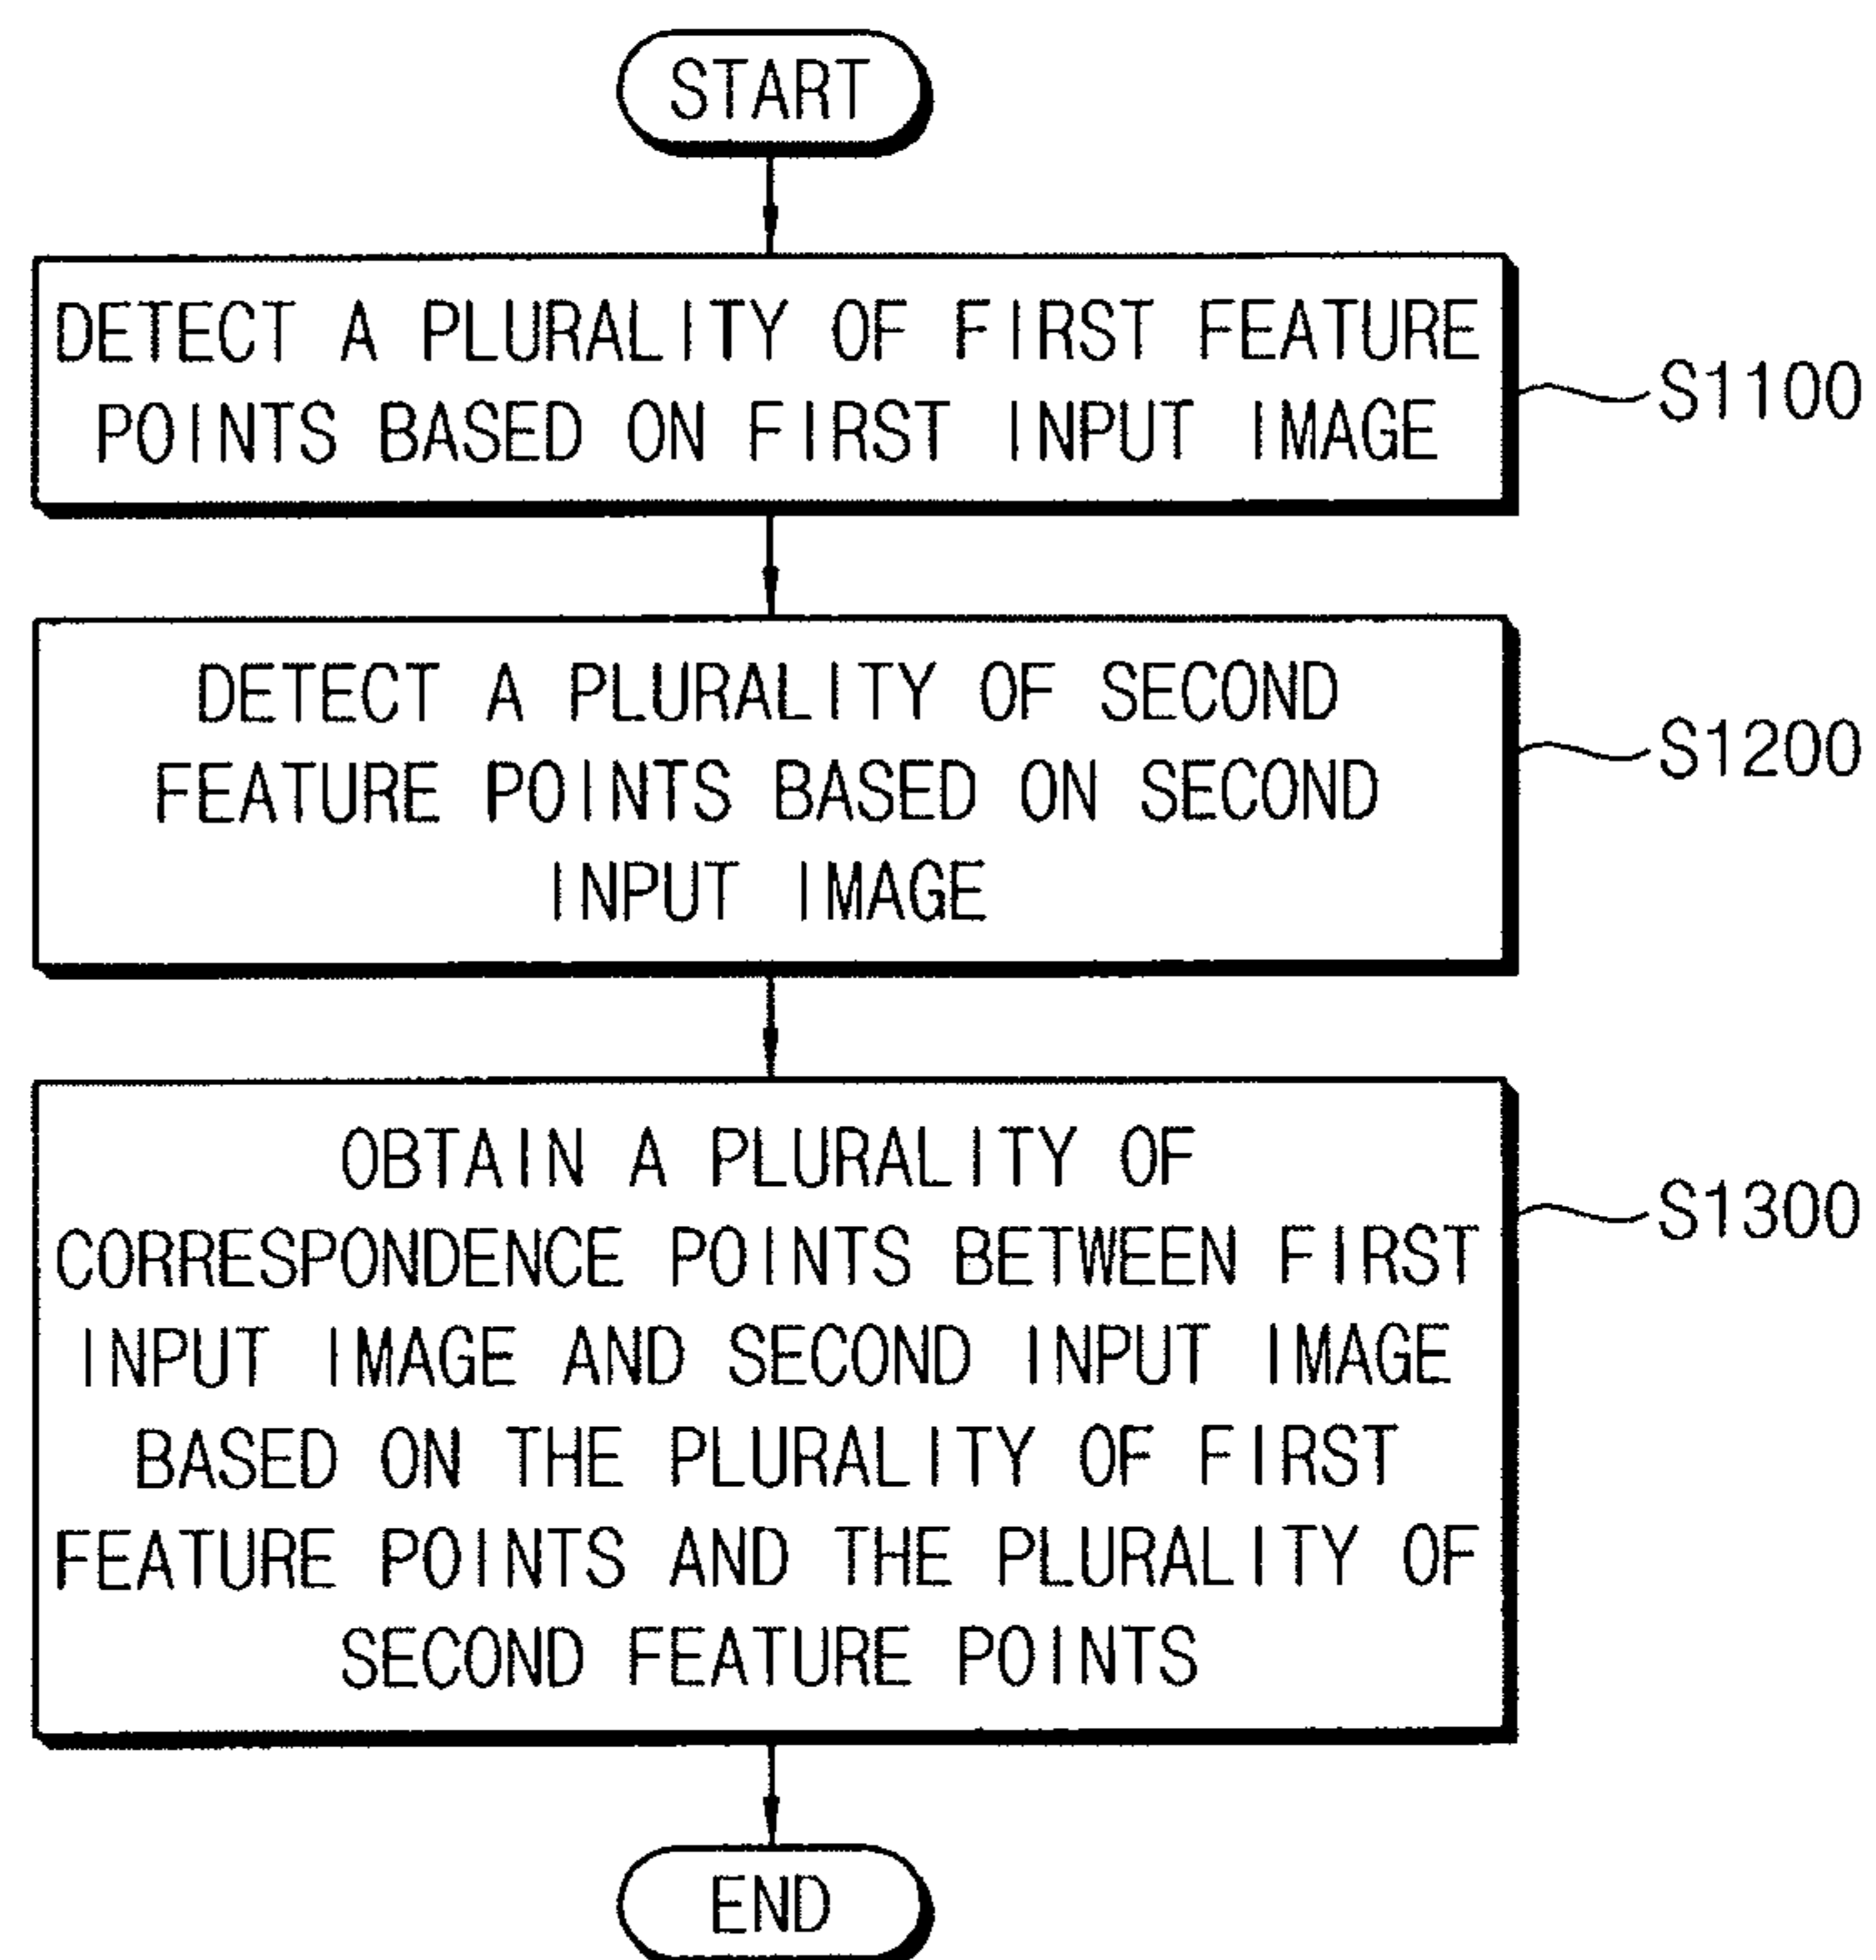 START
DETECT A PLURALITY OF FIRST FEATURE
POINTS BASED ON FIRST INPUT IMAGE
S1100
DETECT A PLURALITY OF SECOND
FEATURE POINTS BASED ON SECOND
INPUT IMAGE
S1200
OBTAIN A PLURALITY OF
CORRESPONDENCE POINTS BETWEEN FIRST
INPUT IMAGE AND SECOND INPUT IMAGE
BASED ON THE PLURALITY OF FIRST
FEATURE POINTS AND THE PLURALITY OF
SECOND FEATURE POINTS
S1300
END